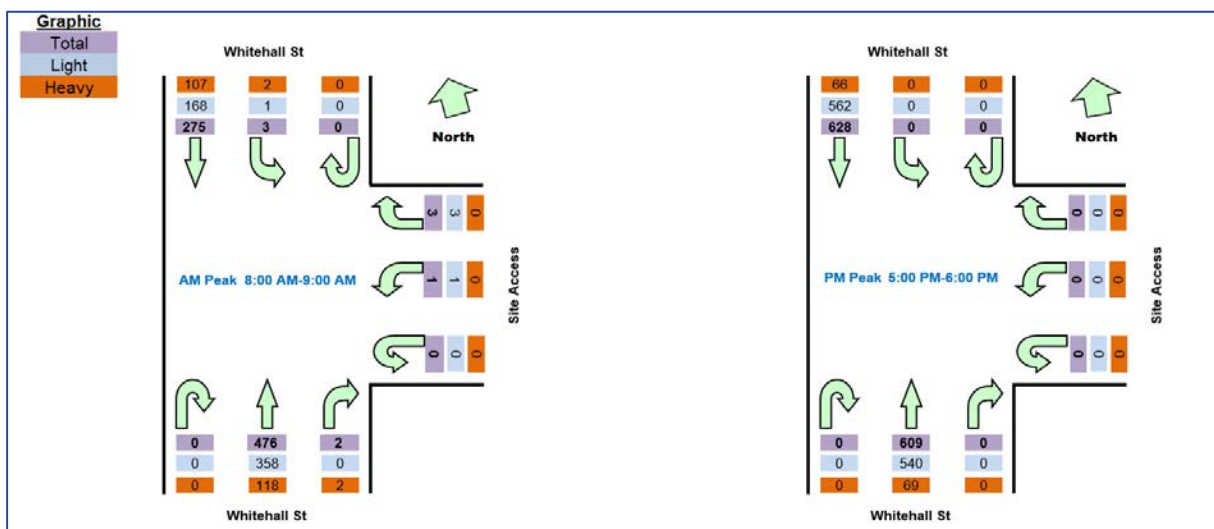 Graphic
Total
Light
Heavy
Whitehall St
107 2 0
168 1 0
275 3 0
North
3 3 0
AM Peak 8:00 AM-9:00 AM
1 1 0
Site Access
0 0 0
0 476 2
0 358 0
0 118 2
Whitehall St
Whitehall St
66 0 0
562 0 0
628 0 0
North
0 0 0
PM Peak 5:00 PM-6:00 PM
0 0 0
Site Access
0 0 0
0 609 0
0 540 0
0 69 0
Whitehall St